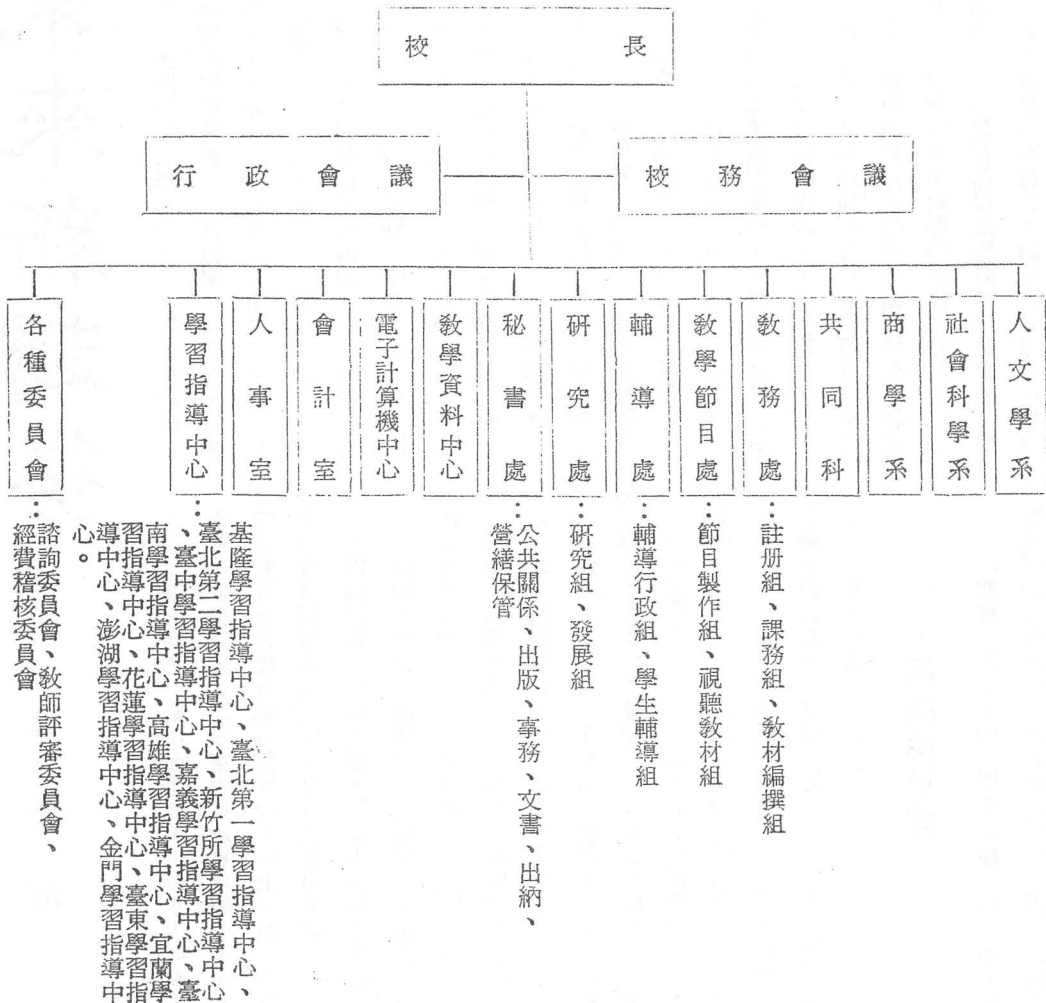 校長
行政會議
校務會議
人文學系
社會科學系
商學系
共同科
教務處：註册組、課務組、教材編撰組
教學節目處：節目製作組、視聽教材組
輔導處：輔導行政組、學生輔導組
研究處：研究組、發展組
秘書處：公共關係、出版、事務、文書、出納、
營繕保管
教學資料中心
電子計算機中心
會計室
人事室
學習指導中心：
基隆學習指導中心、臺北第一學習指導中心、
臺北第二學習指導中心、新竹所學習指導中心
、臺中學習指導中心、嘉義學習指導中心、臺
南學習指導中心、高雄學習指導中心、宜蘭學
習指導中心、花蓮學習指導中心、臺東學習指
導中心、澎湖學習指導中心、金門學習指導中
心。
各種委員會：
諮詢委員會、教師評審委員會、
經費稽核委員會